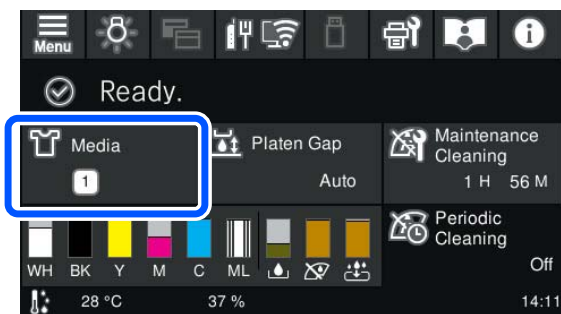 Menu
Ready.
Media
1
Platen Gap
Auto
Maintenance
Cleaning
1 H 56 M
WH BK Y M C ML
Periodic
Cleaning
Off
28 °C 37 % 14:11